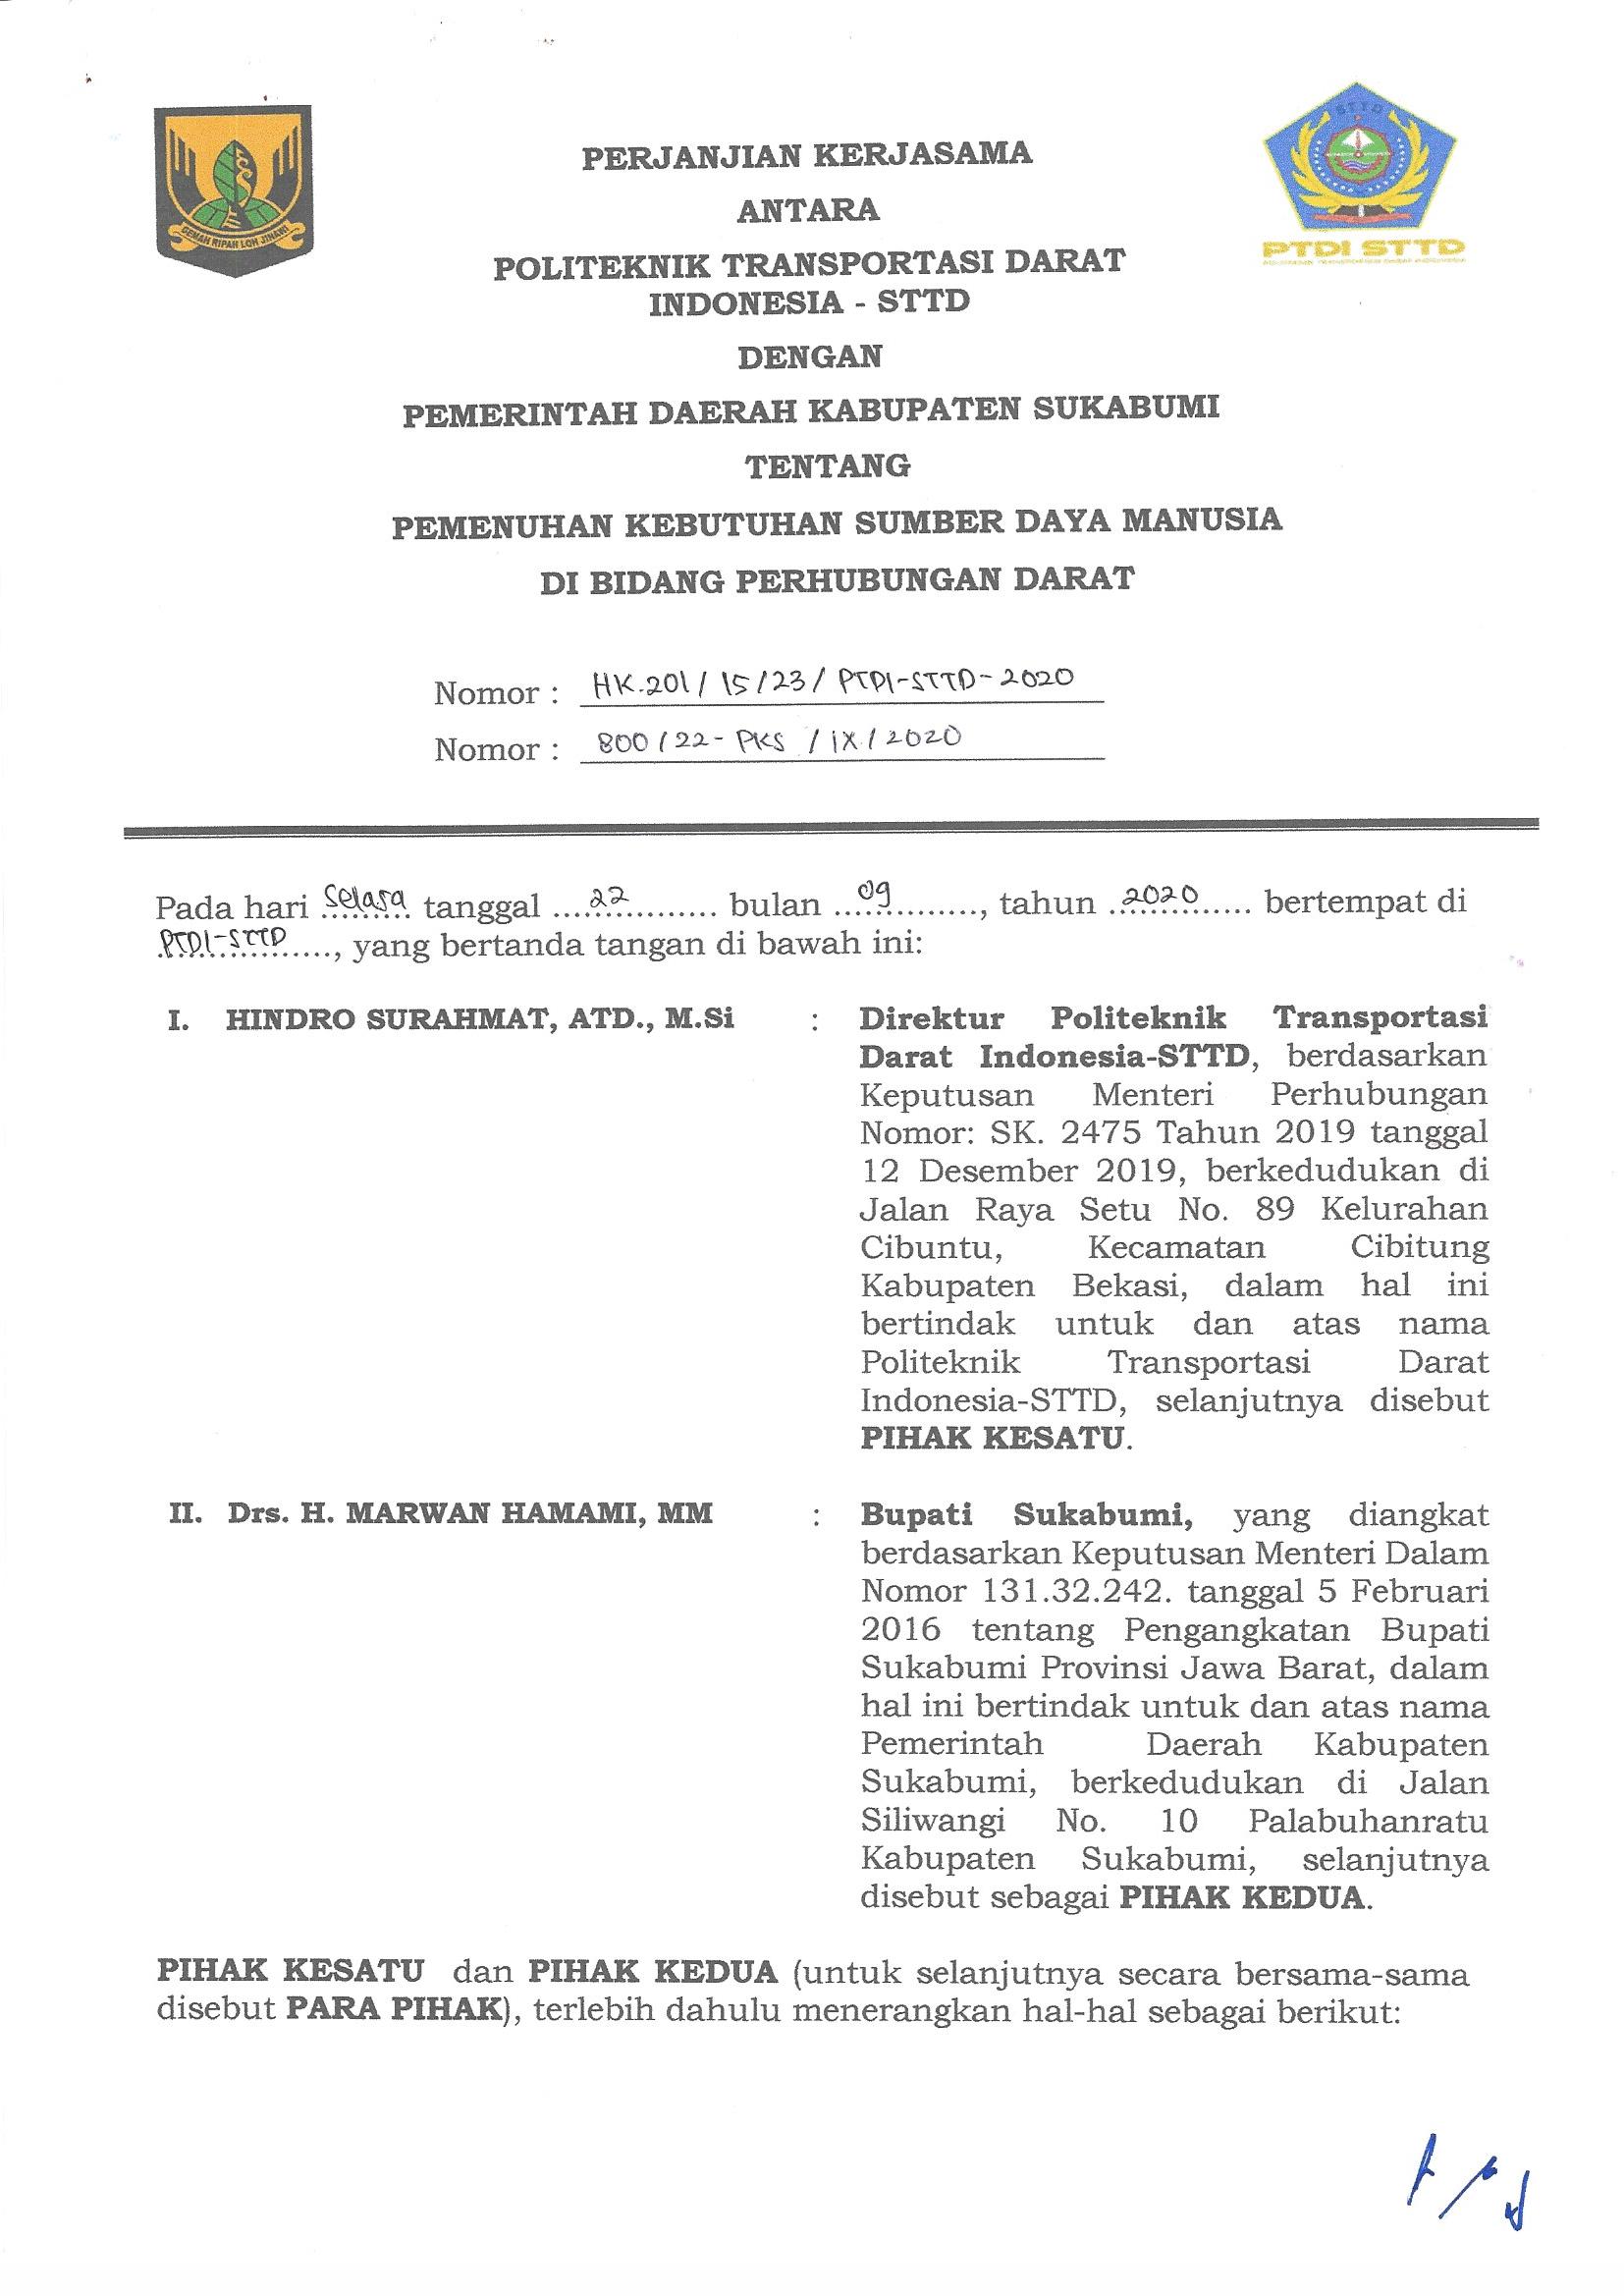 GEMAH RIPAH LOH JINAWI
STTD
PTDI STTD
PERJANJIAN KERJASAMA
ANTARA
POLITEKNIK TRANSPORTASI DARAT
INDONESIA - STTD
DENGAN
PEMERINTAH DAERAH KABUPATEN SUKABUMI
TENTANG
PEMENUHAN KEBUTUHAN SUMBER DAYA MANUSIA
DI BIDANG PERHUBUNGAN DARAT
Nomor : HK.201/15/23/PTDI-STTD-2020
Nomor : 800/22-PKS/IX/2020
Pada hari Selasa tanggal ....22............ bulan ....09..........., tahun ..2020...... bertempat di
PTDI-STTD....., yang bertanda tangan di bawah ini:
I. HINDRO SURAHMAT, ATD., M.Si : Direktur Politeknik Transportasi
Darat Indonesia-STTD, berdasarkan
Keputusan Menteri Perhubungan
Nomor: SK. 2475 Tahun 2019 tanggal
12 Desember 2019, berkedudukan di
Jalan Raya Setu No. 89 Kelurahan
Cibuntu, Kecamatan Cibitung
Kabupaten Bekasi, dalam hal ini
bertindak untuk dan atas nama
Politeknik Transportasi Darat
Indonesia-STTD, selanjutnya disebut
PIHAK KESATU.
II. Drs. H. MARWAN HAMAMI, MM : Bupati Sukabumi, yang diangkat
berdasarkan Keputusan Menteri Dalam
Nomor 131.32.242. tanggal 5 Februari
2016 tentang Pengangkatan Bupati
Sukabumi Provinsi Jawa Barat, dalam
hal ini bertindak untuk dan atas nama
Pemerintah Daerah Kabupaten
Sukabumi, berkedudukan di Jalan
Siliwangi No. 10 Palabuhanratu
Kabupaten Sukabumi, selanjutnya
disebut sebagai PIHAK KEDUA.
PIHAK KESATU dan PIHAK KEDUA (untuk selanjutnya secara bersama-sama
disebut PARA PIHAK), terlebih dahulu menerangkan hal-hal sebagai berikut: